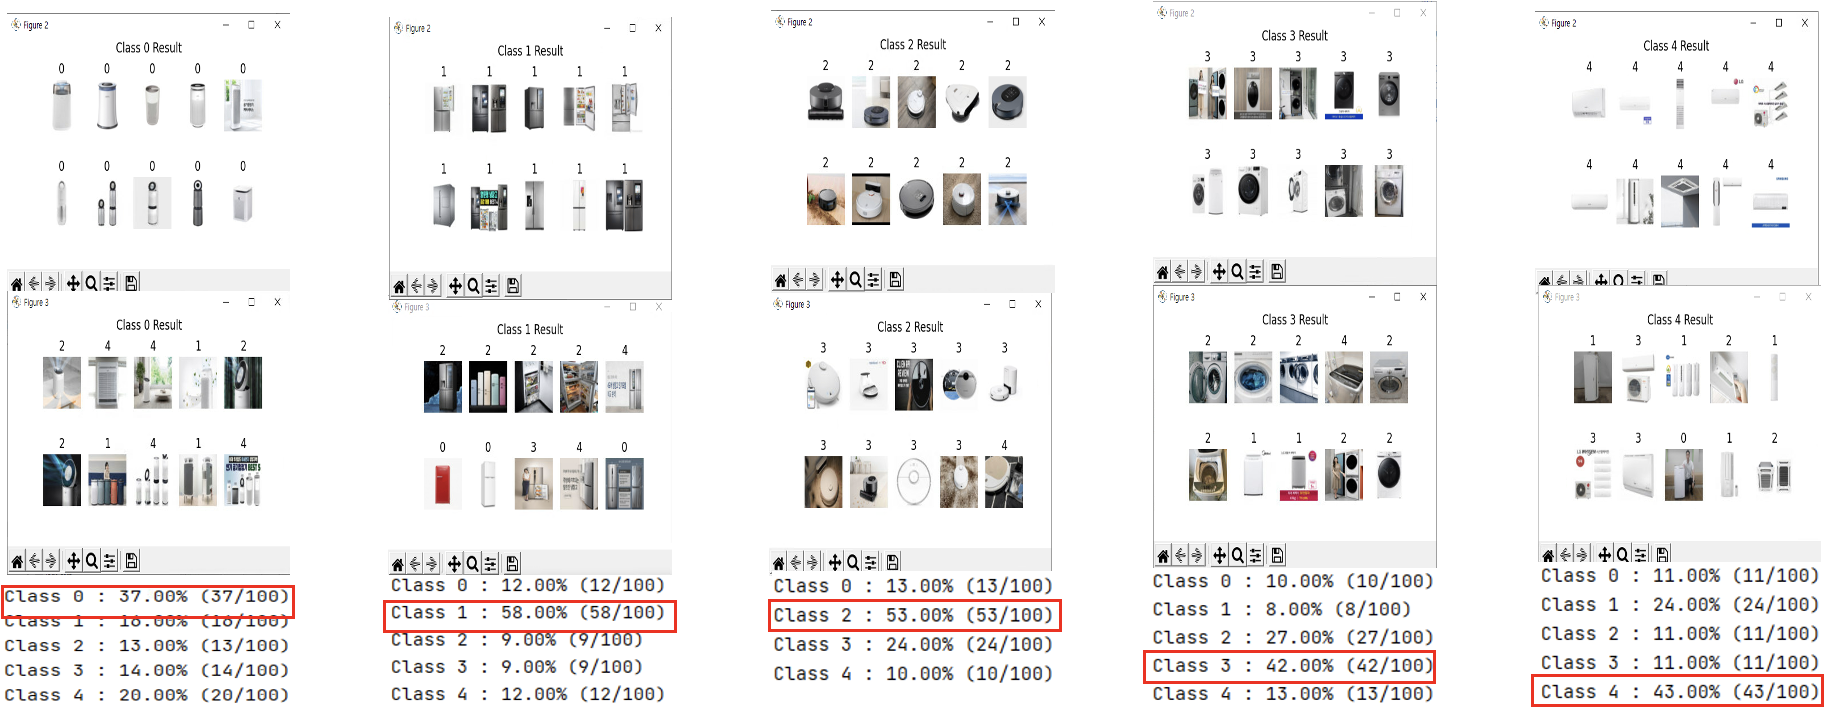 Figure 2
Class 0 Result
0 0 0 0 0
0 0 0 0 0
Figure 3
Class 0 Result
2 4 4 1 2
2 1 4 1 4
Class 0 : 37.00% (37/100)
Class 1 : 16.00% (16/100)
Class 2 : 13.00% (13/100)
Class 3 : 14.00% (14/100)
Class 4 : 20.00% (20/100)
Figure 2
Class 1 Result
1 1 1 1 1
1 1 1 1 1
Figure 3
Class 1 Result
2 2 2 2 4
0 0 3 4 0
Class 0 : 12.00% (12/100)
Class 1 : 58.00% (58/100)
Class 2 : 9.00% (9/100)
Class 3 : 9.00% (9/100)
Class 4 : 12.00% (12/100)
Figure 2
Class 2 Result
2 2 2 2 2
2 2 2 2 2
Figure 3
Class 2 Result
3 3 3 3 3
3 3 3 3 4
Class 0 : 13.00% (13/100)
Class 2 : 53.00% (53/100)
Class 3 : 24.00% (24/100)
Class 4 : 10.00% (10/100)
Figure 2
Class 3 Result
3 3 3 3 3
3 3 3 3 3
Figure 3
Class 3 Result
2 2 2 4 2
2 1 1 2 2
Class 0 : 10.00% (10/100)
Class 1 : 8.00% (8/100)
Class 2 : 27.00% (27/100)
Class 3 : 42.00% (42/100)
Class 4 : 13.00% (13/100)
Figure 2
Class 4 Result
4 4 4 4 4
LG
4 4 4 4 4
Figure 3
Class 4 Result
1 3 1 2 1
3 3 0 1 2
Class 0 : 11.00% (11/100)
Class 1 : 24.00% (24/100)
Class 2 : 11.00% (11/100)
Class 3 : 11.00% (11/100)
Class 4 : 43.00% (43/100)